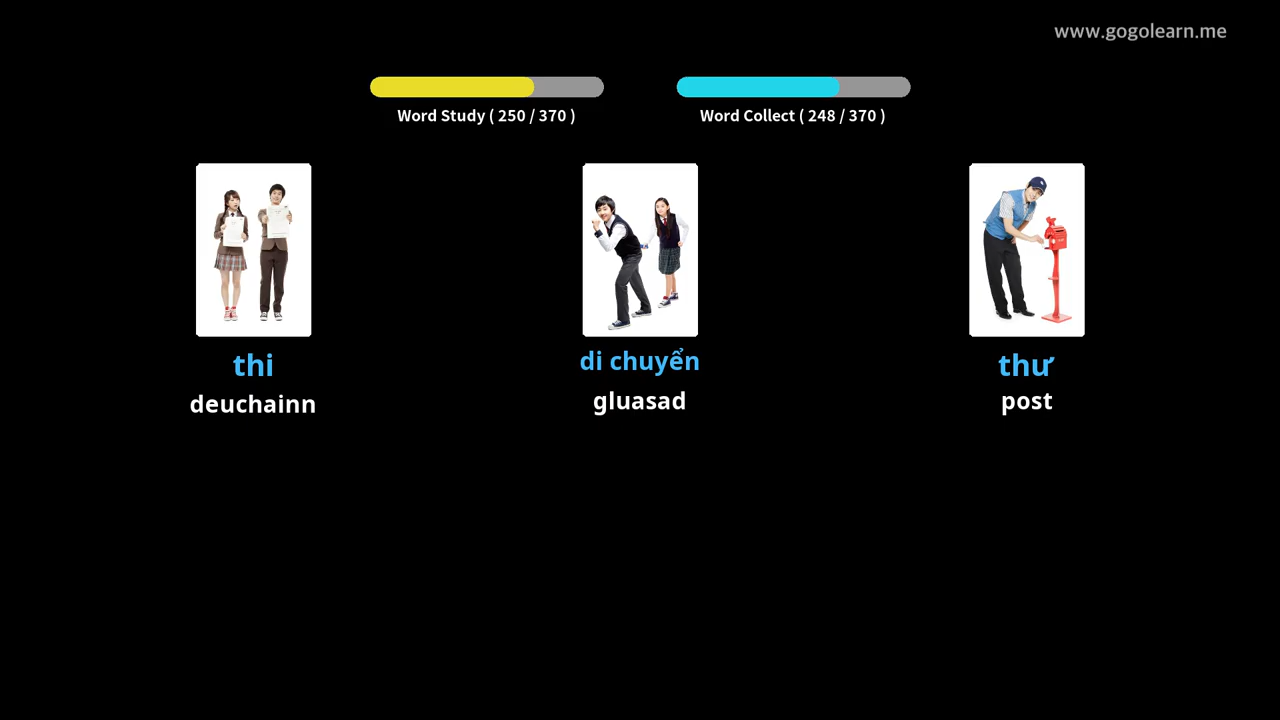 www.gogolearn.me
Word Study ( 250 / 370 )
Word Collect ( 248 / 370 )
thi
di chuyển
thư
deuchainn
gluasad
post